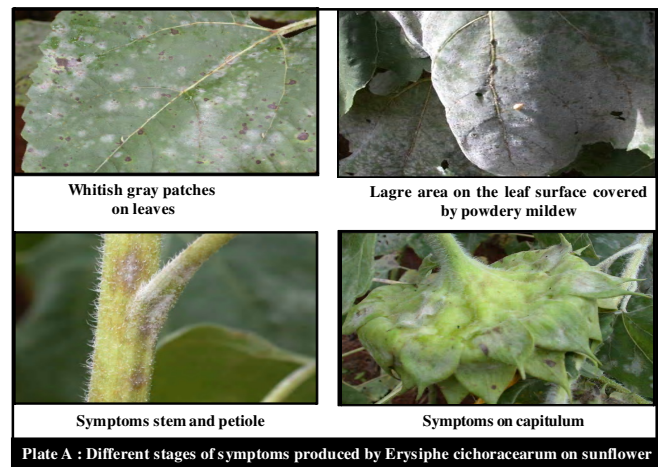 Whitish gray patches
on leaves
Lagre area on the leaf surface covered
by powdery mildew
Symptoms stem and petiole
Symptoms on capitulum
Plate A : Different stages of symptoms produced by Erysiphe cichoracearum on sunflower